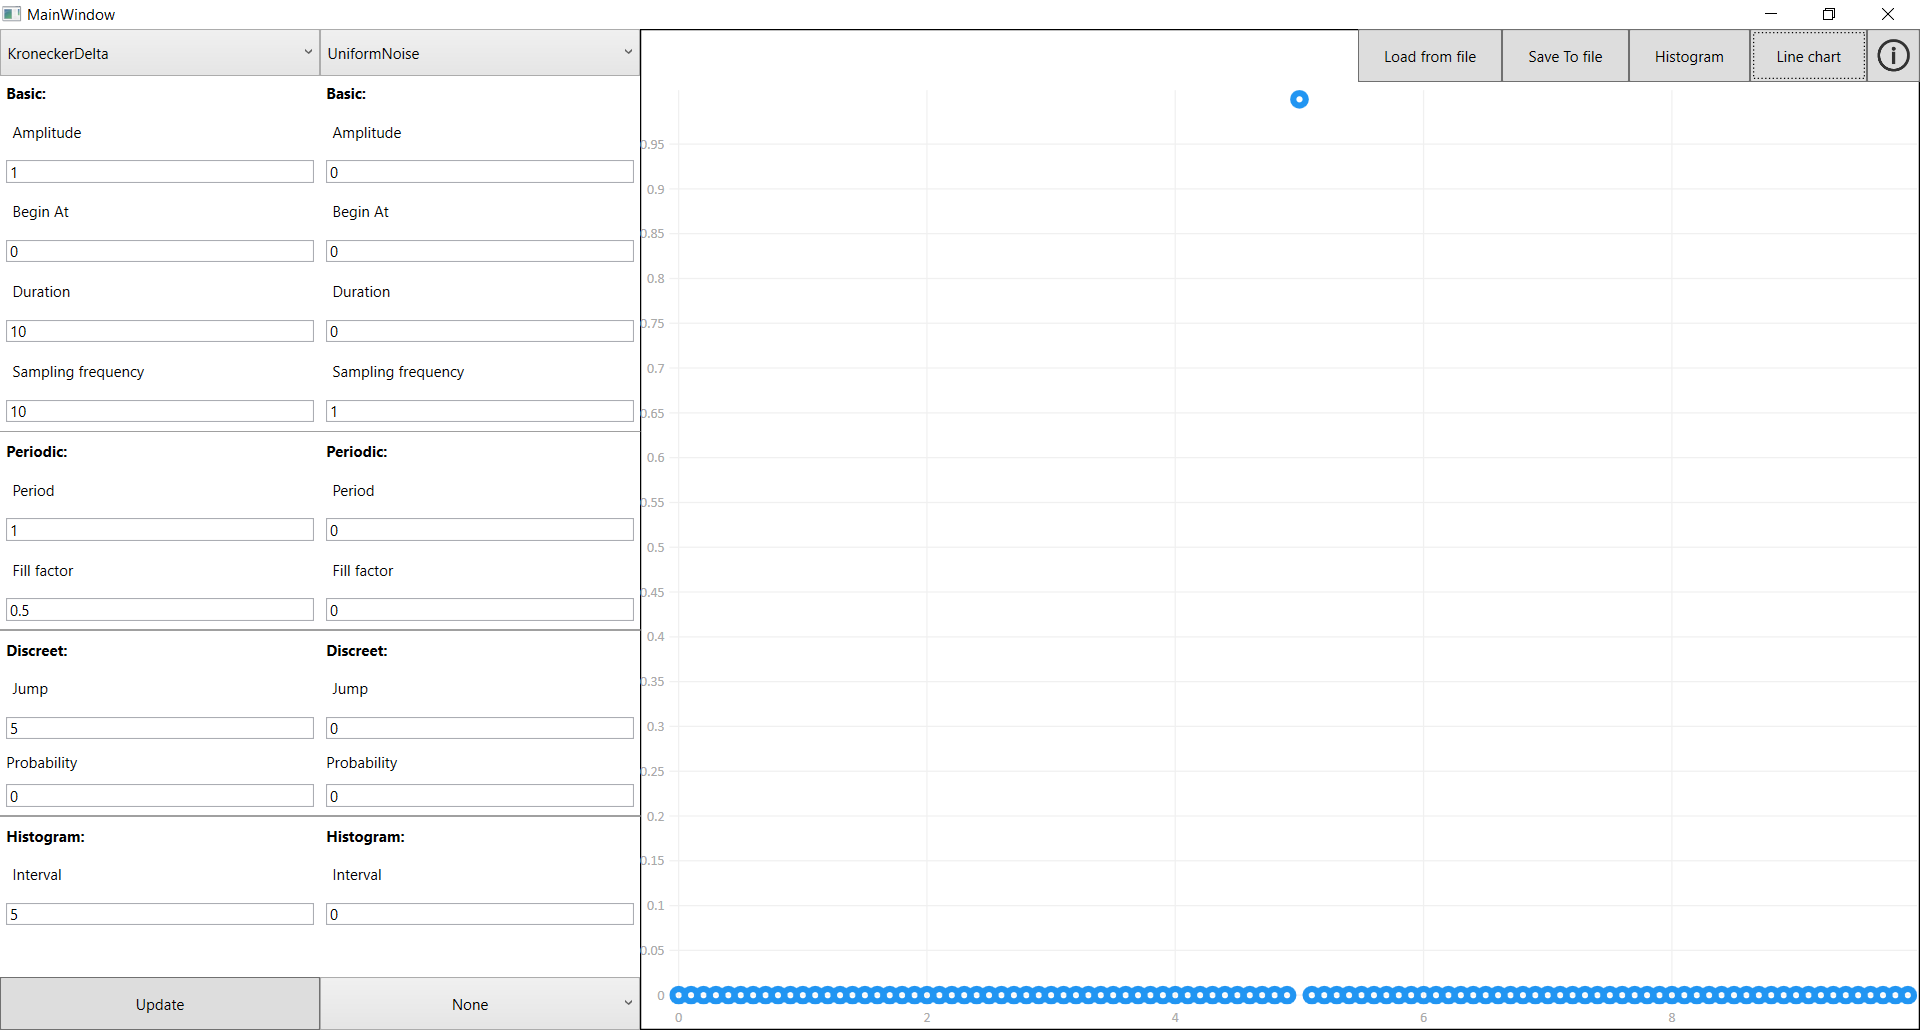 MainWindow
KroneckerDelta UniformNoise
Load from file Save To file Histogram Line chart
Basic: Basic:
Amplitude Amplitude
1 0
Begin At Begin At
0 0
Duration Duration
10 0
Sampling frequency Sampling frequency
10 1
Periodic: Periodic:
Period Period
1 0
Fill factor Fill factor
0.5 0
Discreet: Discreet:
Jump Jump
5 0
Probability Probability
0 0
Histogram: Histogram:
Interval Interval
5 0
Update None
0.95
0.9
0.85
0.8
0.75
0.7
0.65
0.6
0.55
0.5
0.45
0.4
0.35
0.3
0.25
0.2
0.15
0.1
0.05
0
0 2 4 6 8